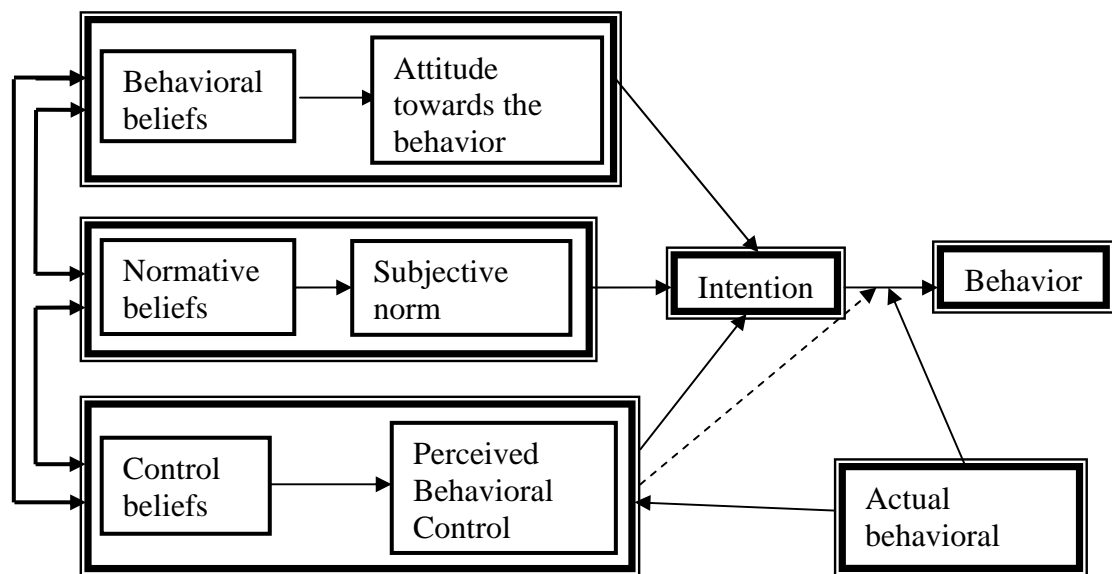 Behavioral
beliefs
Attitude
towards the
behavior
Normative
beliefs
Subjective
norm
Intention
Behavior
Control
beliefs
Perceived
Behavioral
Control
Actual
behavioral